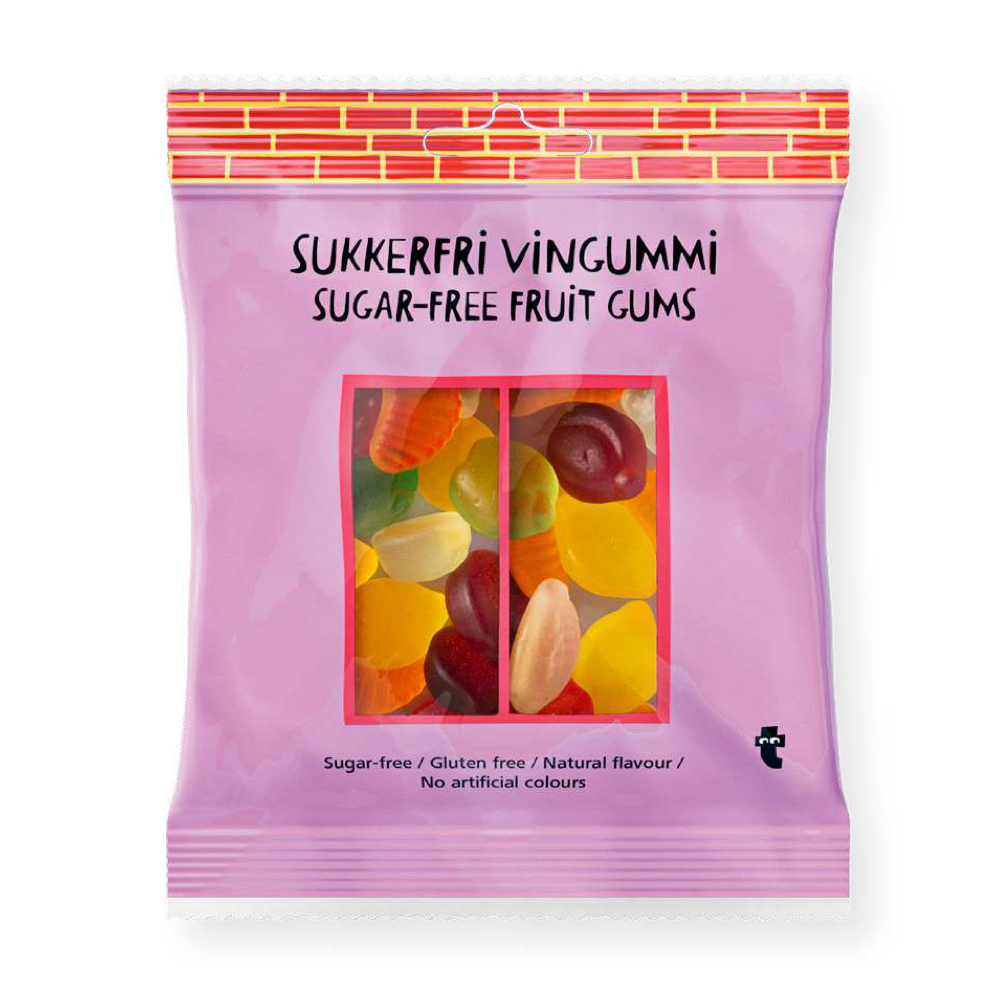 SUKKERFRI VINGUMMI
SUGAR-FREE FRUIT GUMS
Sugar-free / Gluten free / Natural flavour /
No artificial colours
t